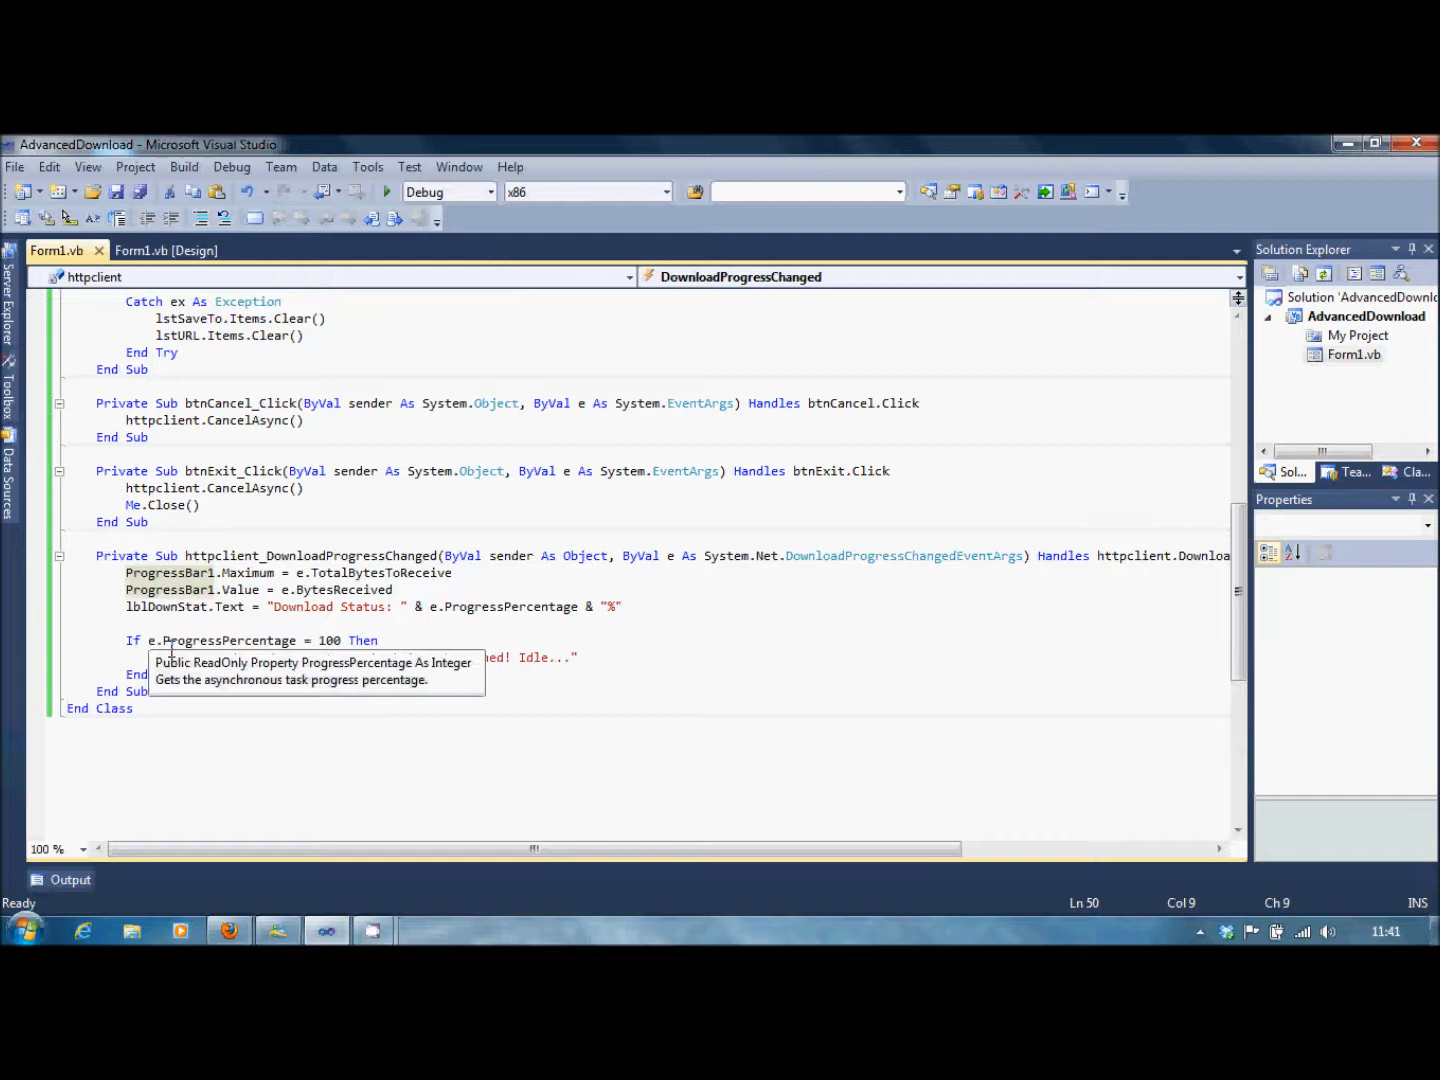 AdvancedDownload - Microsoft Visual Studio
File Edit View Project Build Debug Team Data Tools Test Window Help
Debug x86
Form1.vb Form1.vb [Design]
httpclient DownloadProgressChanged
Catch ex As Exception
lstSaveTo.Items.Clear()
lstURL.Items.Clear()
End Try
End Sub
Private Sub btnCancel_Click(ByVal sender As System.Object, ByVal e As System.EventArgs) Handles btnCancel.Click
httpclient.CancelAsync()
End Sub
Private Sub btnExit_Click(ByVal sender As System.Object, ByVal e As System.EventArgs) Handles btnExit.Click
httpclient.CancelAsync()
Me.Close()
End Sub
Private Sub httpclient_DownloadProgressChanged(ByVal sender As Object, ByVal e As System.Net.DownloadProgressChangedEventArgs) Handles httpclient.Downloa
ProgressBar1.Maximum = e.TotalBytesToReceive
ProgressBar1.Value = e.BytesReceived
lblDownStat.Text = "Download Status: " & e.ProgressPercentage & "%"
If e.ProgressPercentage = 100 Then
ed! Idle..."
Public ReadOnly Property ProgressPercentage As Integer
Gets the asynchronous task progress percentage.
End
End Sub
End Class
100 %
Output
Ready Ln 50 Col 9 Ch 9 INS
11:41
Server Explorer
Toolbox
Data Sources
Solution Explorer
Solution 'AdvancedDownlo
AdvancedDownload
My Project
Form1.vb
Sol... Tea... Cla...
Properties